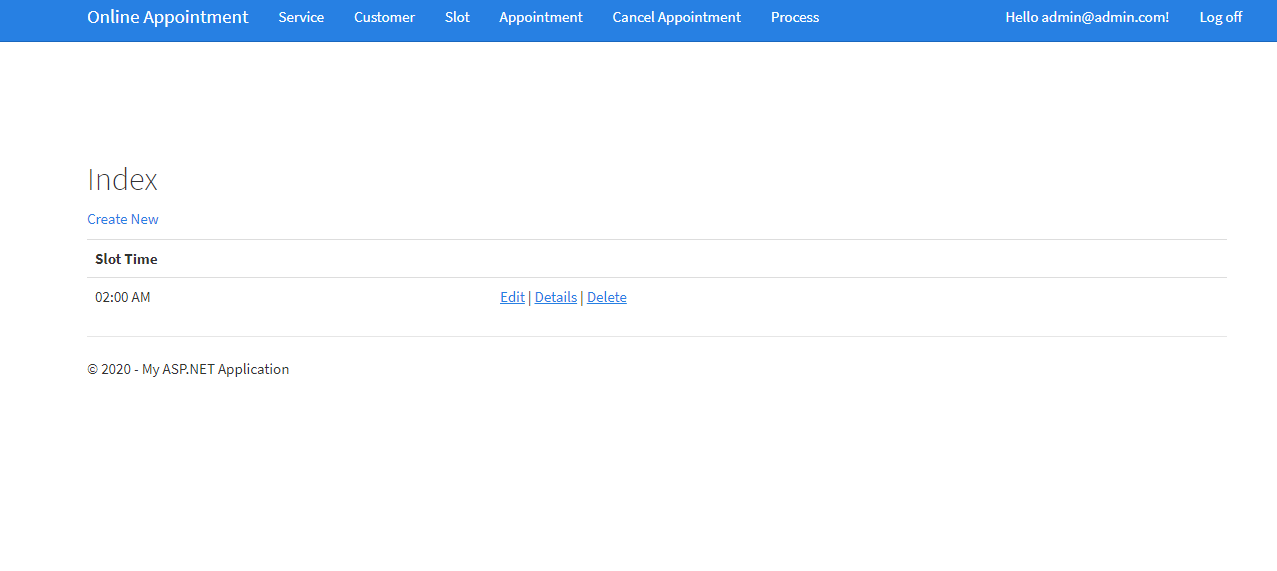 Online Appointment Service Customer Slot Appointment Cancel Appointment Process Hello admin@admin.com! Log off
Index
Create New
Slot Time
02:00 AM Edit | Details | Delete
© 2020 - My ASP.NET Application